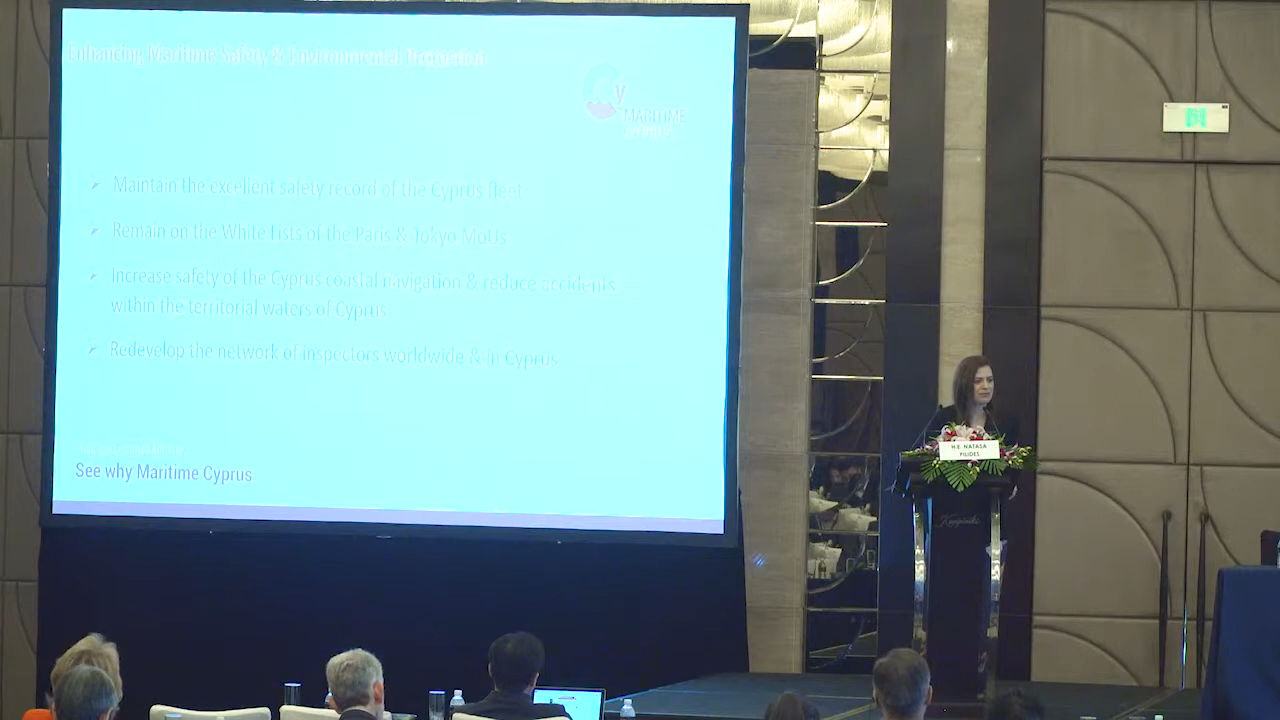 Enhancing Maritime Safety & Environmental Protection
MARITIME
CYPRUS
Maintain the excellent safety record of the Cyprus fleet
Remain on the White Lists of the Paris & Tokyo MoUs
Increase safety of the Cyprus coastal navigation & reduce accidents
within the territorial waters of Cyprus
Redevelop the network of inspectors worldwide & in Cyprus
See why Maritime Cyprus
H.E. NATASA
PILIDES
Kempinski